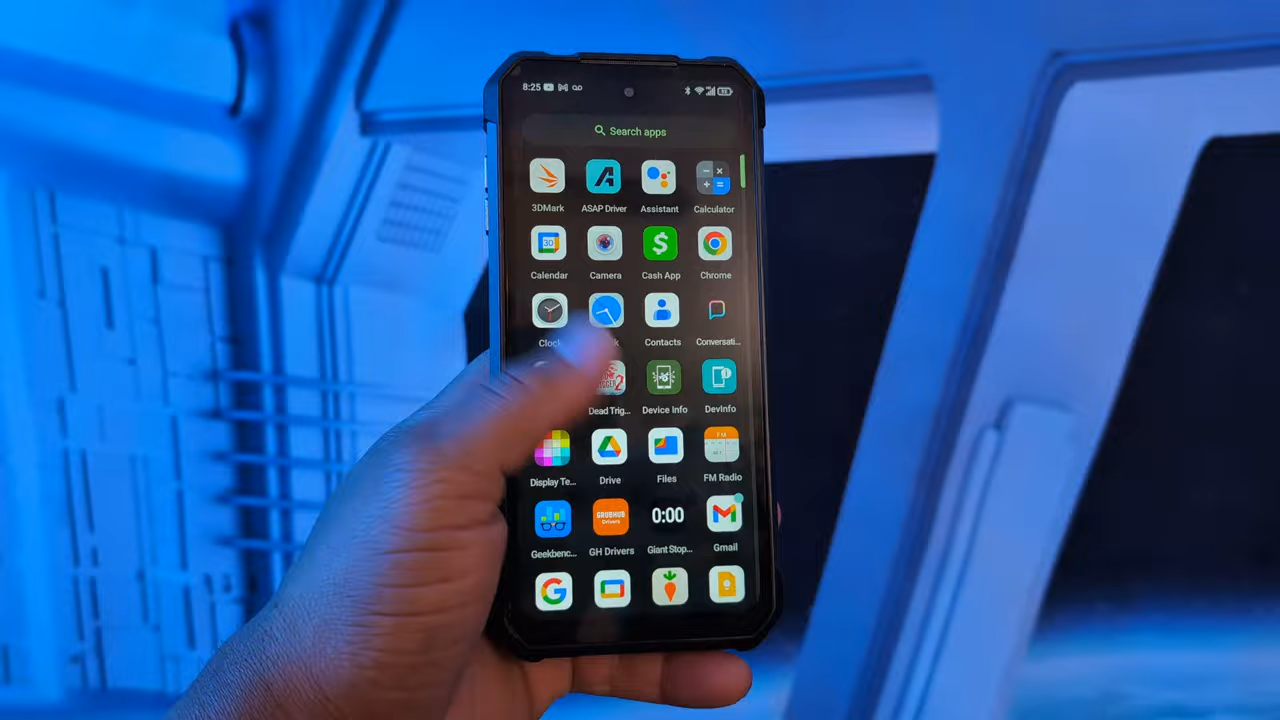 8:25
Search apps
3DMark ASAP Driver Assistant Calculator
30
Calendar Camera Cash App Chrome
Contacts Conversati...
Dead Trig... Device Info DevInfo
FM
Display Te... Drive Files FM Radio
GRUBHUB
Drivers
0:00
Geekbenc... GH Drivers Giant Stop... Gmail